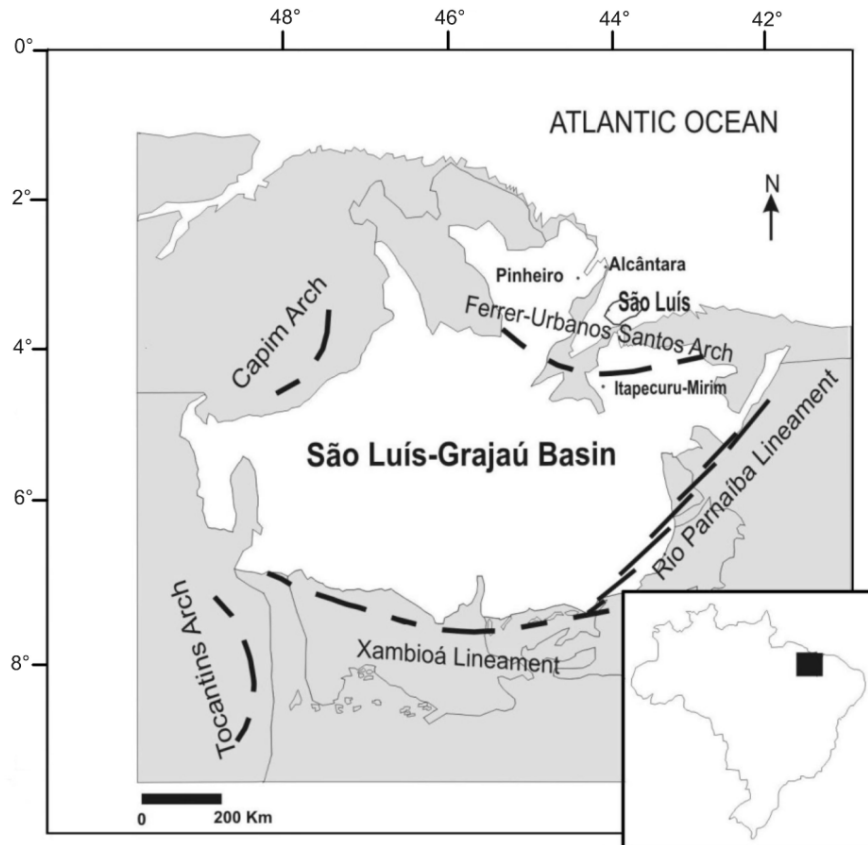 48° 46° 44° 42°
0°
ATLANTIC OCEAN
2°
N
Pinheiro
Alcântara
São Luís
Ferrer-Urbanos Santos Arch
Capim Arch
4°
Itapecuru-Mirim
São Luís-Grajaú Basin
6°
Rio Parnaíba Lineament
Tocantins Arch
8°
Xambioá Lineament
0 200 Km